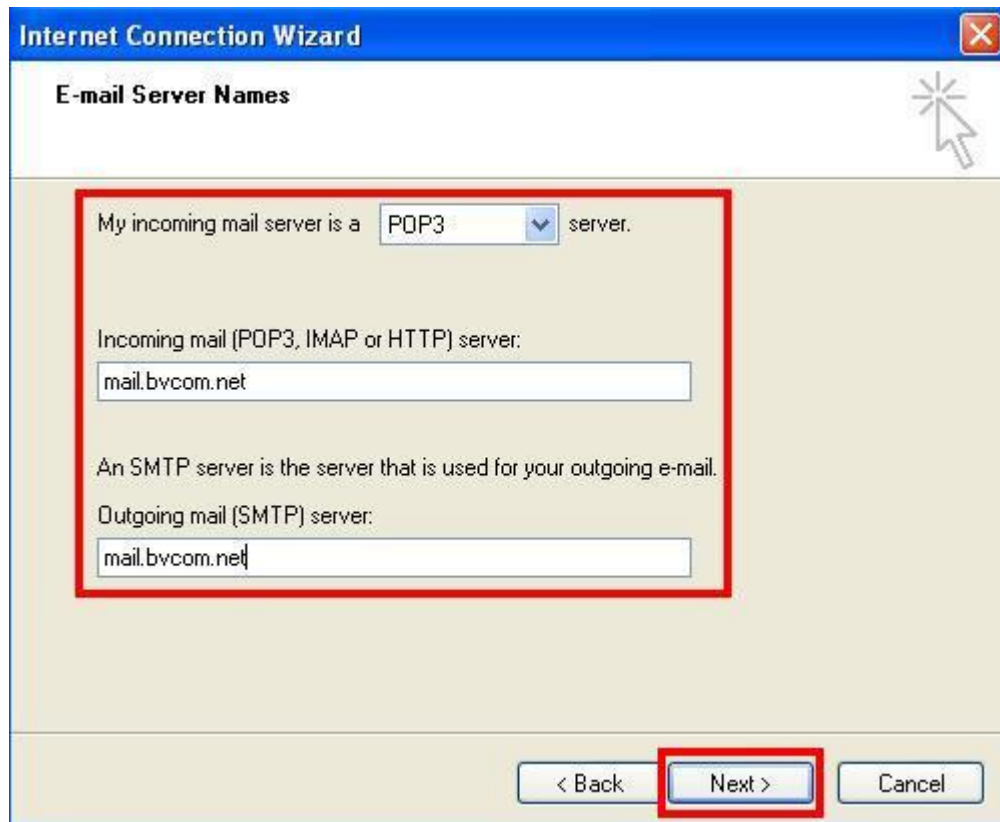 Internet Connection Wizard
E-mail Server Names
My incoming mail server is a POP3 server.
Incoming mail (POP3, IMAP or HTTP) server:
mail.bvcom.net
An SMTP server is the server that is used for your outgoing e-mail.
Outgoing mail (SMTP) server:
mail.bvcom.net
< Back Next > Cancel